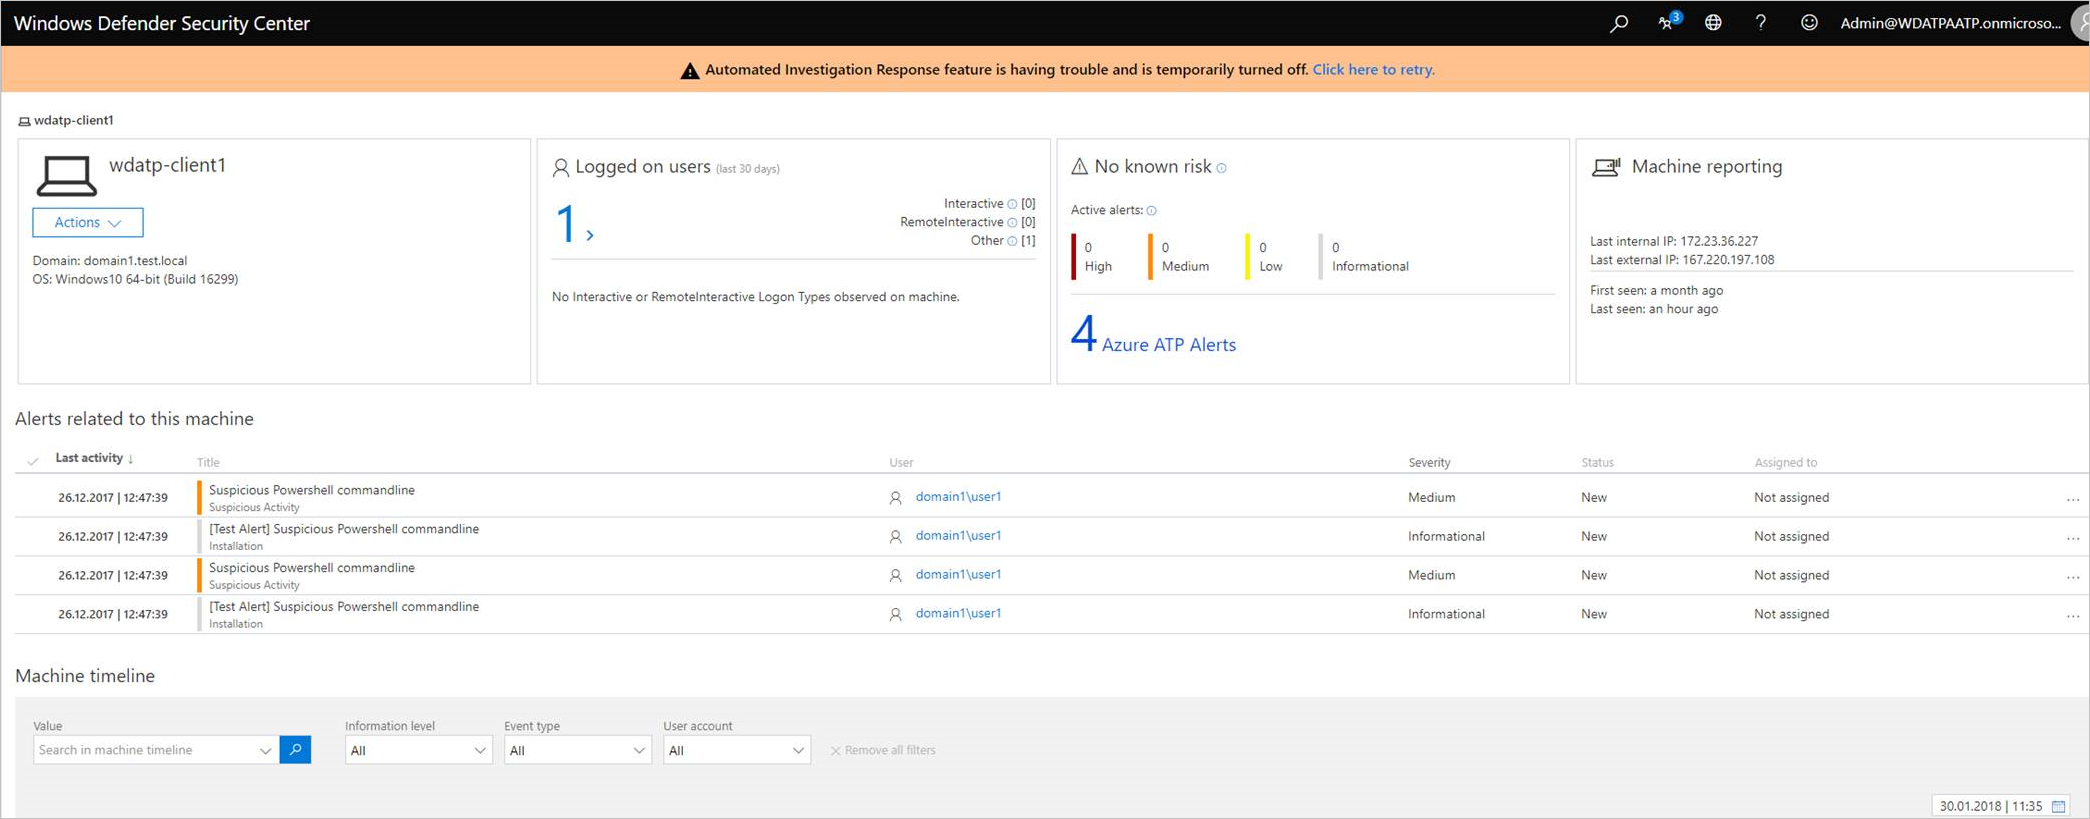 Windows Defender Security Center
3
?
Admin@WDATPAATP.onmicroso...
Automated Investigation Response feature is having trouble and is temporarily turned off. Click here to retry.
wdatp-client1
wdatp-client1
Actions
Domain: domain1.test.local
OS: Windows10 64-bit (Build 16299)
Logged on users (last 30 days)
1
Interactive [0]
RemoteInteractive [0]
Other [1]
No Interactive or RemoteInteractive Logon Types observed on machine.
No known risk
Active alerts:
0 High
0 Medium
0 Low
0 Informational
4 Azure ATP Alerts
Machine reporting
Last internal IP: 172.23.36.227
Last external IP: 167.220.197.108
First seen: a month ago
Last seen: an hour ago
Alerts related to this machine
Last activity ↓ Title User Severity Status Assigned to
26.12.2017 | 12:47:39 Suspicious Powershell commandline domain1\user1 Medium New Not assigned ...
Suspicious Activity
26.12.2017 | 12:47:39 [Test Alert] Suspicious Powershell commandline domain1\user1 Informational New Not assigned ...
Installation
26.12.2017 | 12:47:39 Suspicious Powershell commandline domain1\user1 Medium New Not assigned ...
Suspicious Activity
26.12.2017 | 12:47:39 [Test Alert] Suspicious Powershell commandline domain1\user1 Informational New Not assigned ...
Installation
Machine timeline
Value Information level Event type User account
Search in machine timeline All All All Remove all filters
30.01.2018 | 11:35